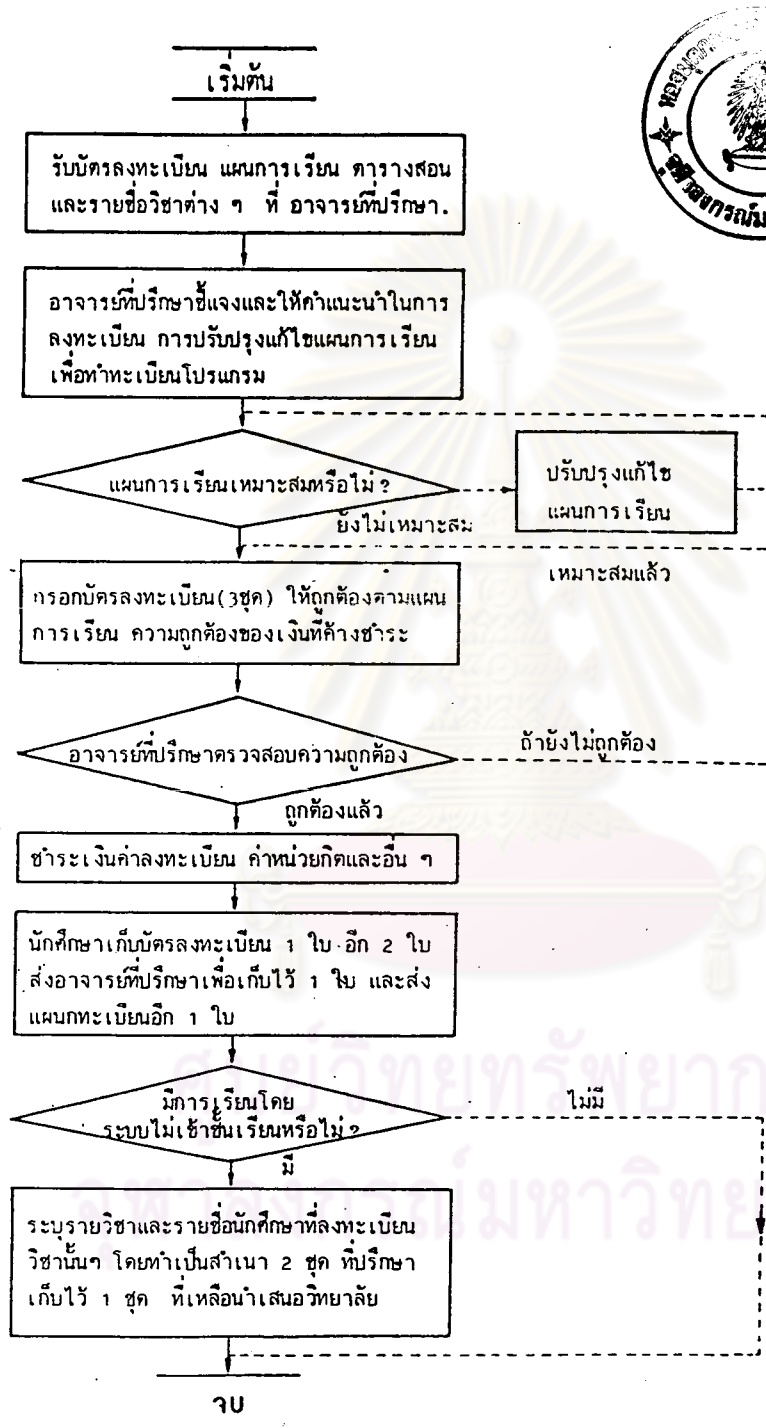 เริ่มต้น
รับบัตรลงทะเบียน แผนการเรียน ตารางสอน
และรายชื่อวิชาต่าง ๆ ที่ อาจารย์ที่ปรึกษา.
อาจารย์ที่ปรึกษาชี้แจงและให้คำแนะนำในการ
ลงทะเบียน การปรับปรุงแก้ไขแผนการเรียน
เพื่อทำทะเบียนโปรแกรม
แผนการเรียนเหมาะสมหรือไม่?
ปรับปรุงแก้ไข
แผนการเรียน
ยังไม่เหมาะสม
เหมาะสมแล้ว
กรอกบัตรลงทะเบียน(3ชุด) ให้ถูกต้องตามแผน
การเรียน ความถูกต้องของเงินที่ค้างชำระ
อาจารย์ที่ปรึกษาตรวจสอบความถูกต้อง
ถ้ายังไม่ถูกต้อง
ถูกต้องแล้ว
ชำระเงินค่าลงทะเบียน ค่าหน่วยกิตและอื่น ๆ
นักศึกษาเก็บบัตรลงทะเบียน 1 ใบ อีก 2 ใบ
ส่งอาจารย์ที่ปรึกษาเพื่อเก็บไว้ 1 ใบ และส่ง
แผนกทะเบียนอีก 1 ใบ
มีการเรียนโดย
ระบบไม่เข้าชั้นเรียนหรือไม่?
ไม่มี
มี
ระบุรายวิชาและรายชื่อนักศึกษาที่ลงทะเบียน
วิชานั้นๆ โดยทำเป็นสำเนา 2 ชุด ที่ปรึกษา
เก็บไว้ 1 ชุด ที่เหลือนำเสนอวิทยาลัย
จบ
ศูนย์วิทยทรัพยาก
จุฬาลงกรณ์มหาวิทย